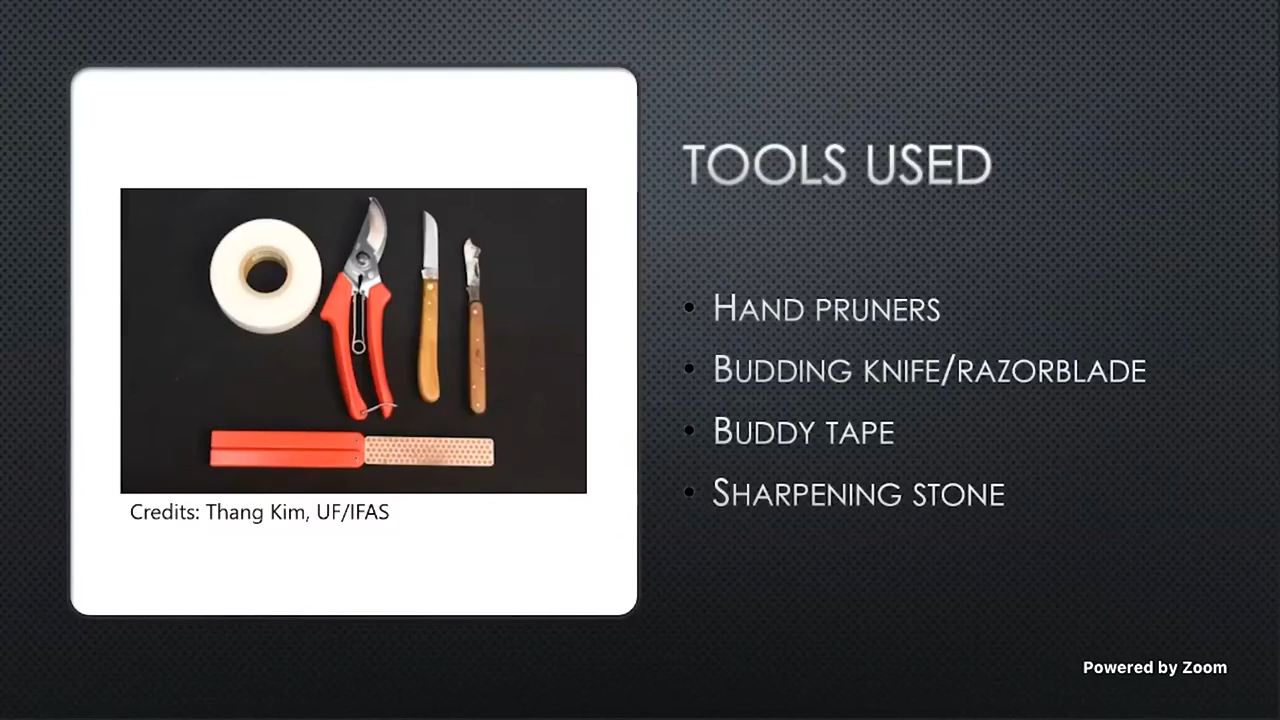 TOOLS USED
HAND PRUNERS
BUDDING KNIFE/RAZORBLADE
BUDDY TAPE
SHARPENING STONE
Credits: Thang Kim, UF/IFAS
Powered by Zoom